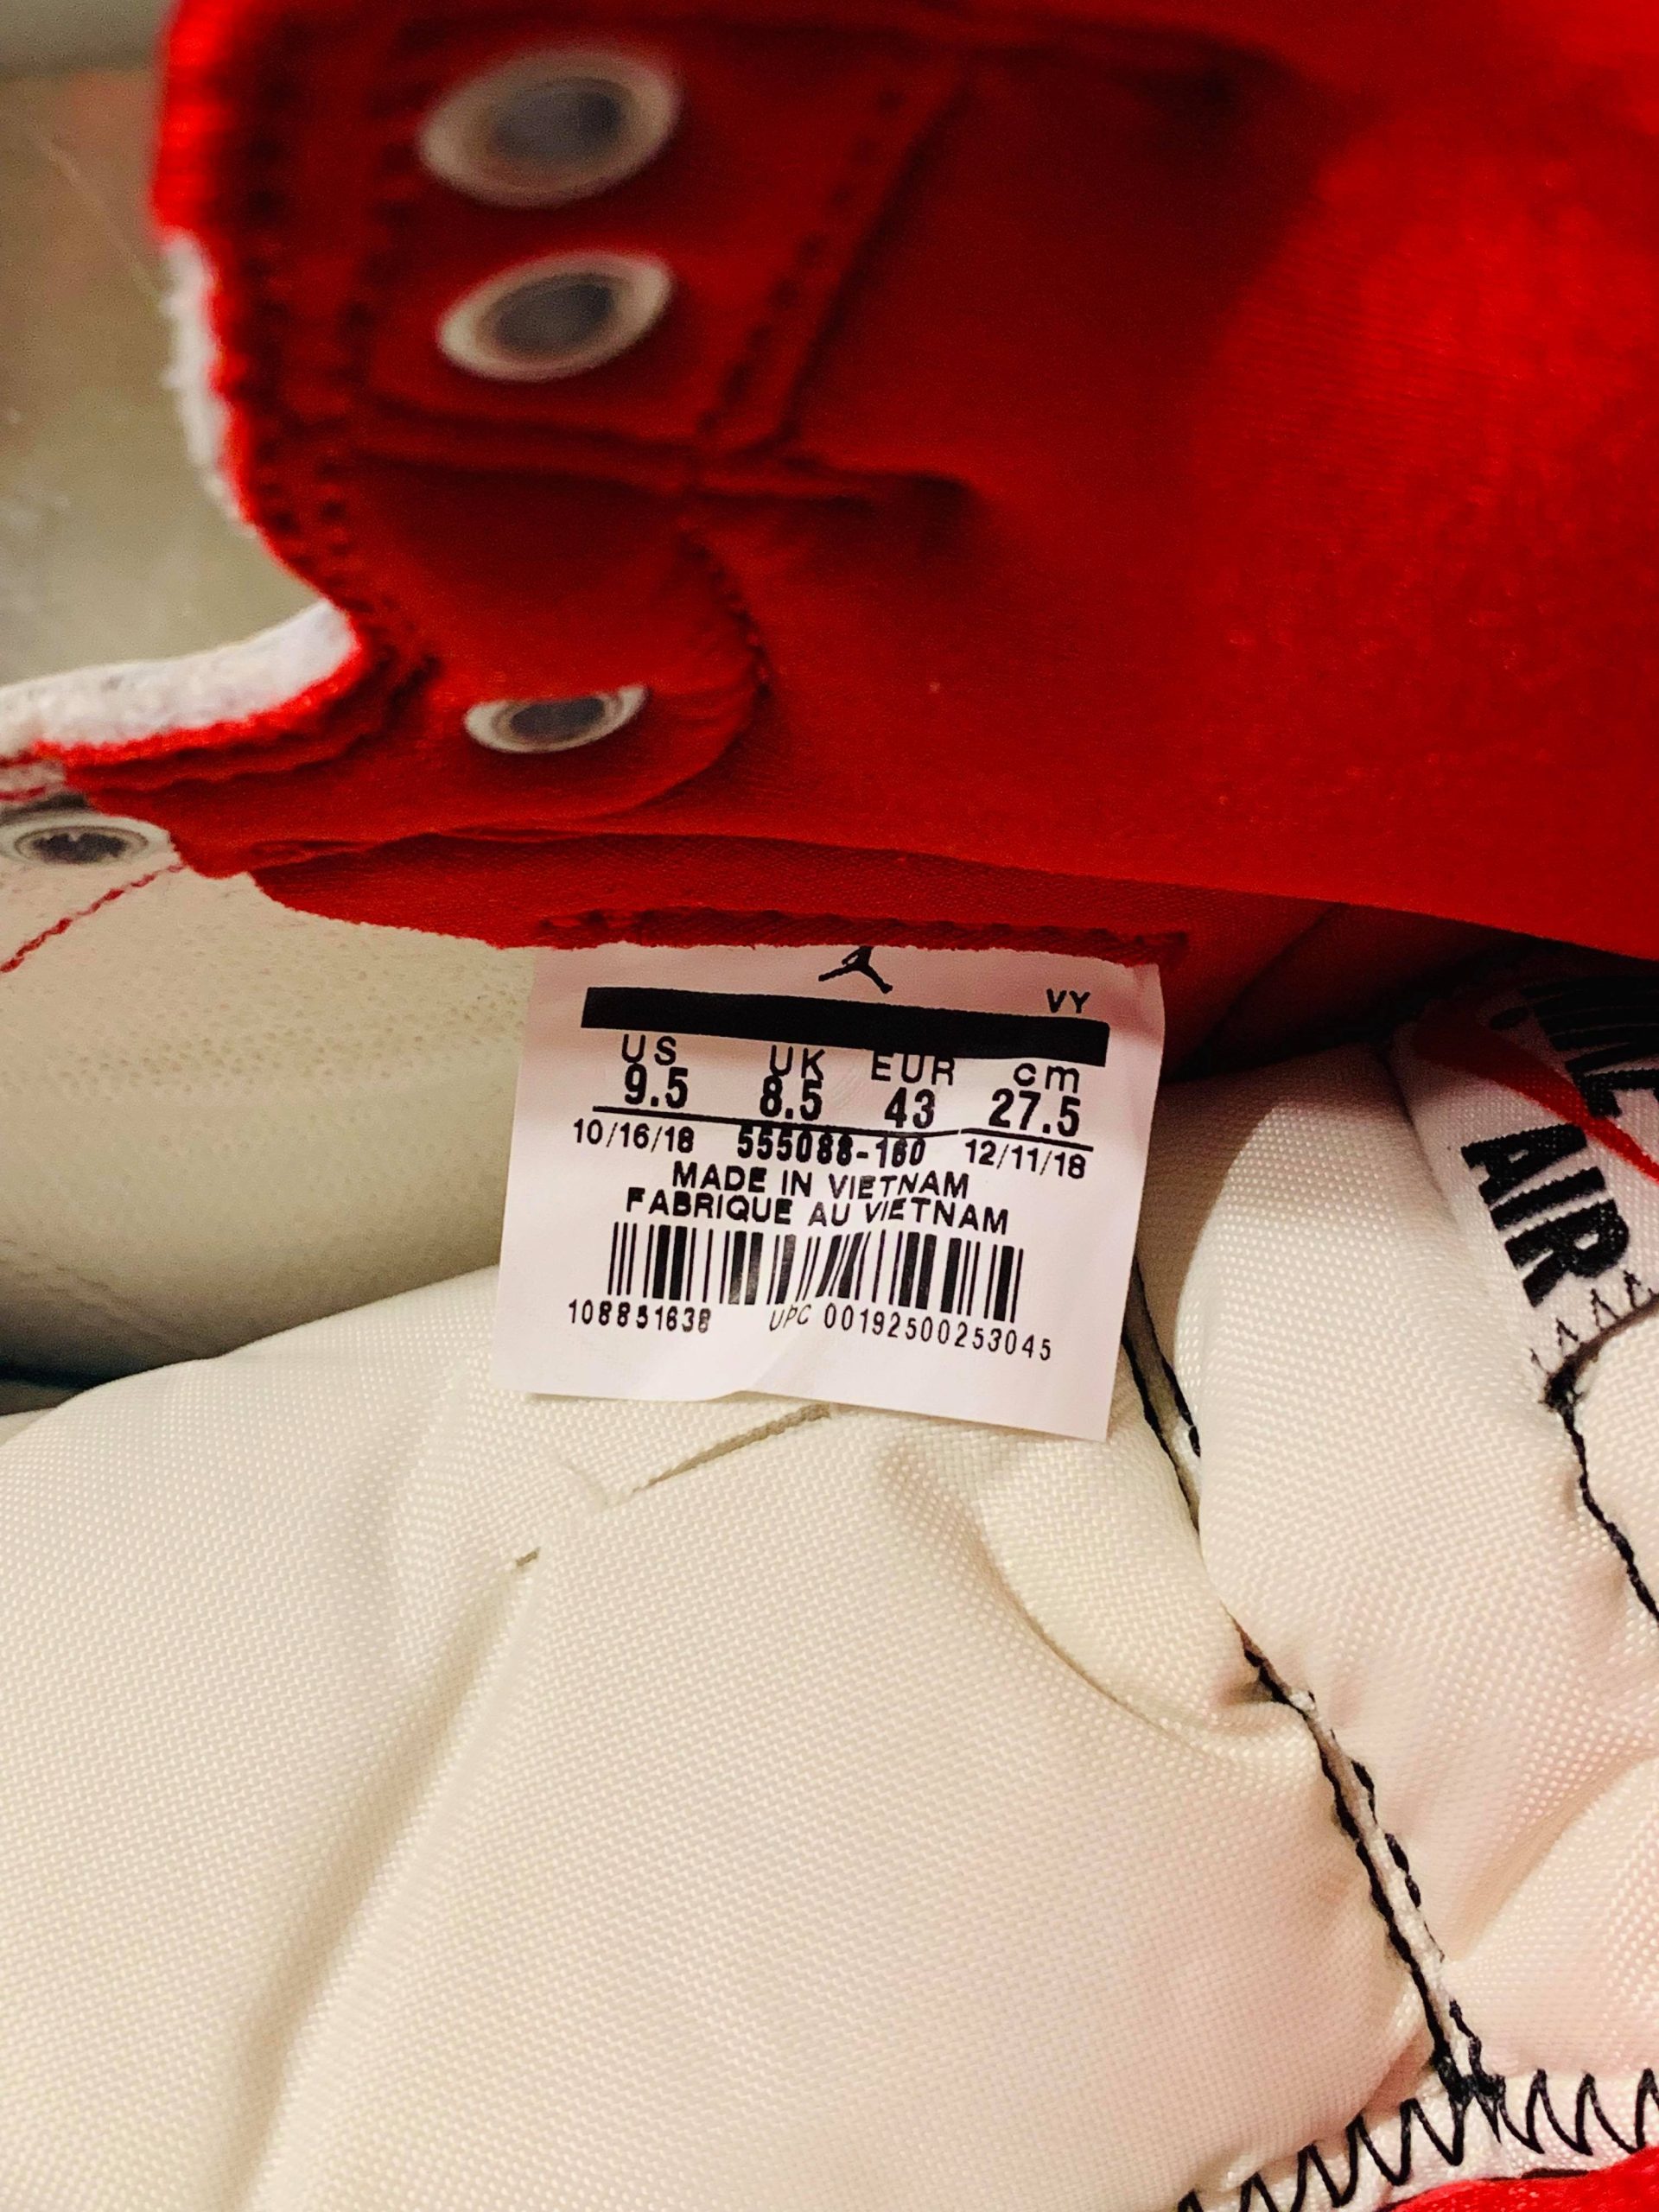 VY
US UK EUR cm
9.5 8.5 43 27.5
10/16/18 555088-160 12/11/18
MADE IN VIETNAM
FABRIQUE AU VIETNAM
108851638 UPC 00192500253045
AIR